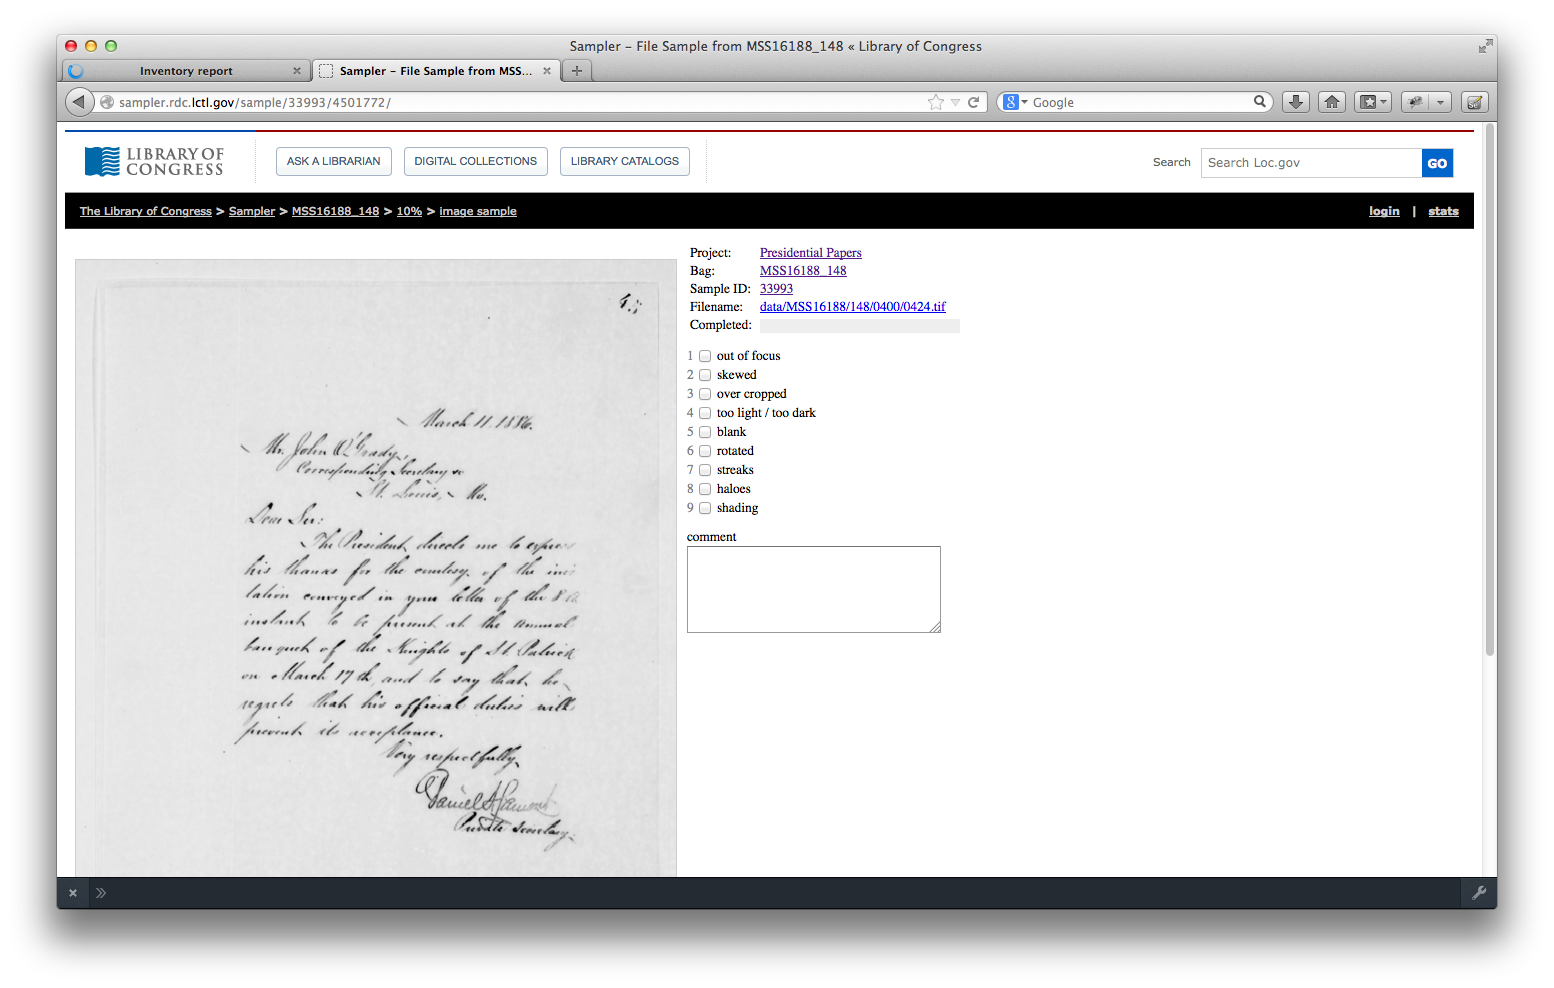 Sampler – File Sample from MSS16188_148 « Library of Congress
Inventory report
Sampler – File Sample from MSS...
sampler.rdc.lctl.gov/sample/33993/4501772/
Google
LIBRARY OF CONGRESS
ASK A LIBRARIAN
DIGITAL COLLECTIONS
LIBRARY CATALOGS
Search
Search Loc.gov
GO
The Library of Congress > Sampler > MSS16188_148 > 10% > image sample
login | stats
March 11. 1886.
Mr. John O'Grady,
Corresponding Secretary
St. Louis, Mo.
Dear Sir:
The President directs me to express
his thanks for the courtesy of the invi
tation conveyed in your letter of the 8th
instant to be present at the annual
banquet of the Knights of St. Patrick
on March 17th, and to say that he
regrets that his official duties will
prevent its acceptance.
Very respectfully,
Daniel S. Lamont
Private Secretary.
Project: Presidential Papers
Bag: MSS16188_148
Sample ID: 33993
Filename: data/MSS16188/148/0400/0424.tif
Completed:
1 out of focus
2 skewed
3 over cropped
4 too light / too dark
5 blank
6 rotated
7 streaks
8 haloes
9 shading
comment